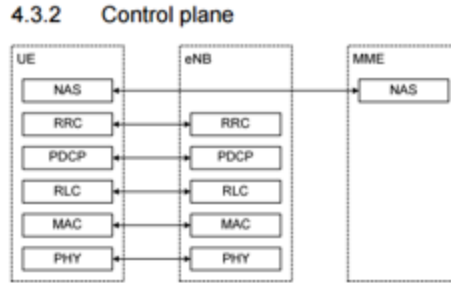 4.3.2 Control plane
UE eNB MME
NAS NAS
RRC RRC
PDCP PDCP
RLC RLC
MAC MAC
PHY PHY